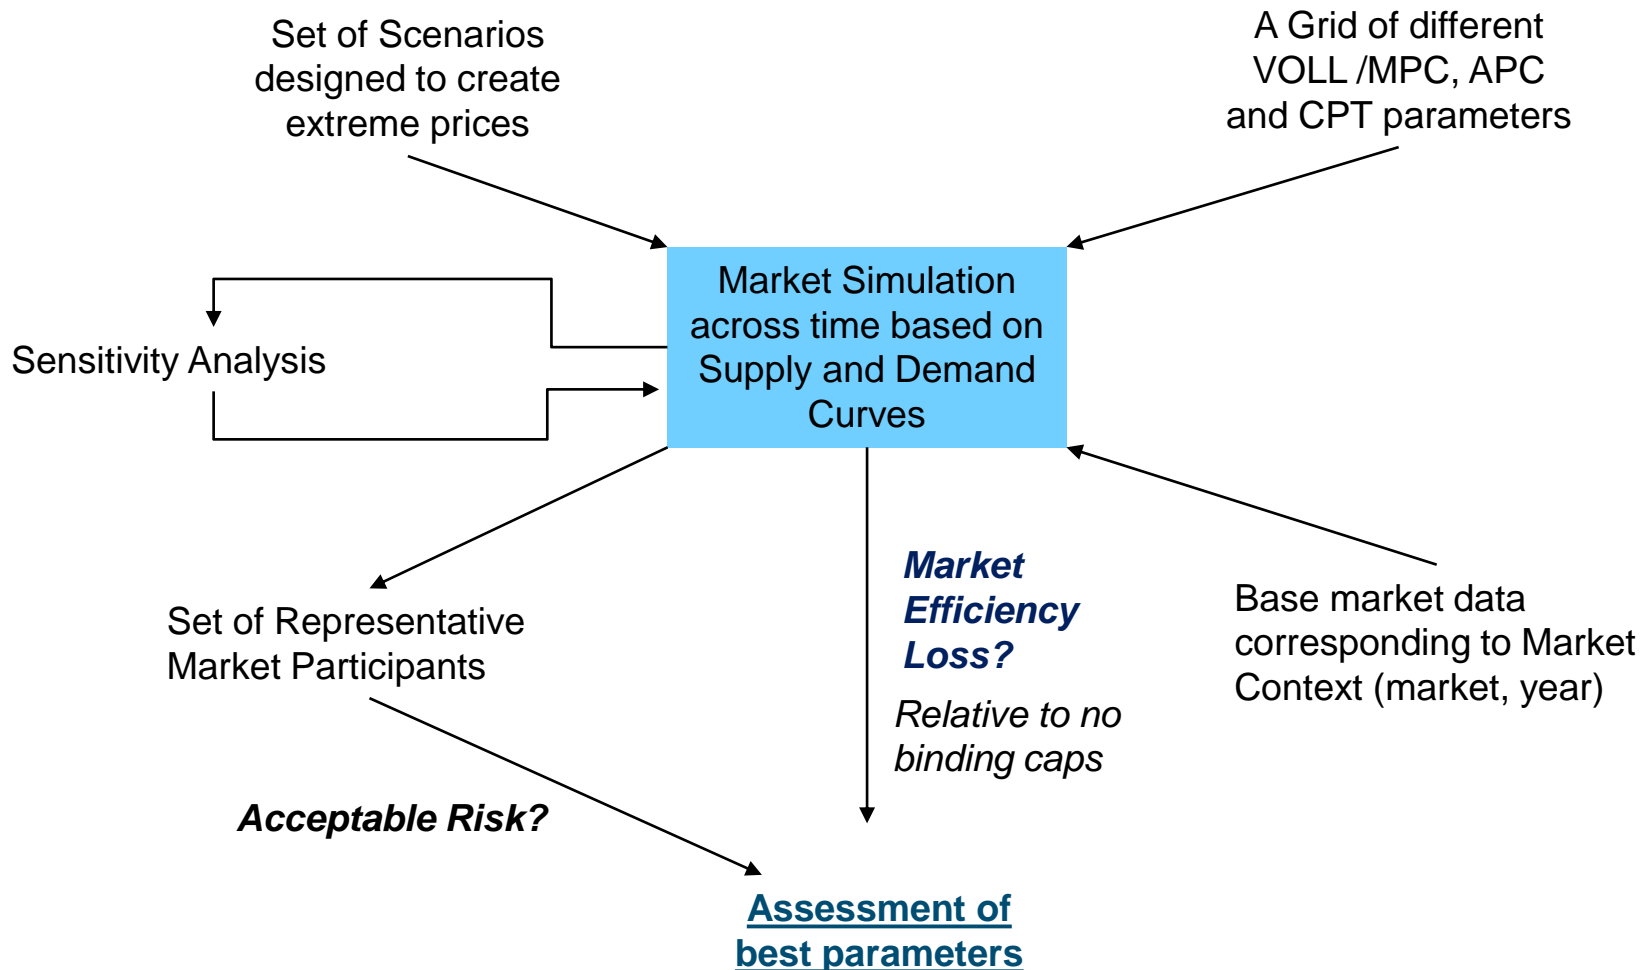 Set of Scenarios
designed to create
extreme prices
A Grid of different
VOLL /MPC, APC
and CPT parameters
Market Simulation
across time based on
Supply and Demand
Curves
Sensitivity Analysis
Market
Efficiency
Loss?
Relative to no
binding caps
Set of Representative
Market Participants
Base market data
corresponding to Market
Context (market, year)
Acceptable Risk?
Assessment of
best parameters